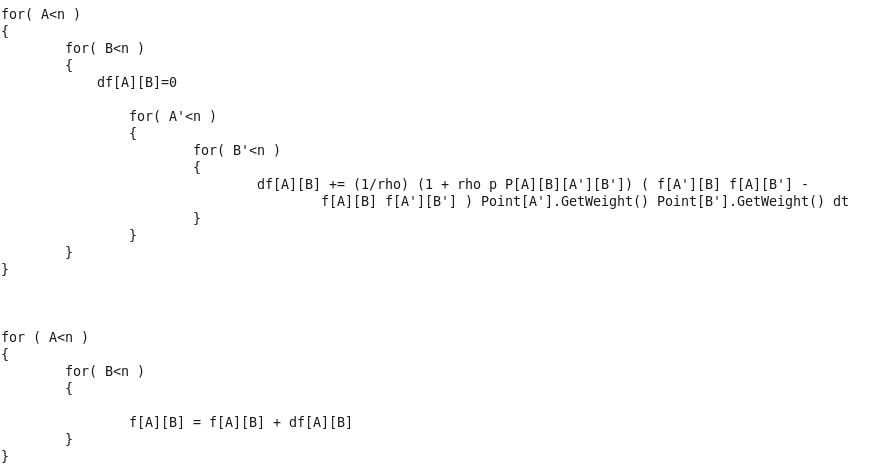 for( A<n )
{
for( B<n )
{
df[A][B]=0
for( A'<n )
{
for( B'<n )
{
df[A][B] += (1/rho) (1 + rho p P[A][B][A'][B']) ( f[A'][B] f[A][B'] -
f[A][B] f[A'][B'] ) Point[A'].GetWeight() Point[B'].GetWeight() dt
}
}
}
}
for ( A<n )
{
for( B<n )
{
f[A][B] = f[A][B] + df[A][B]
}
}